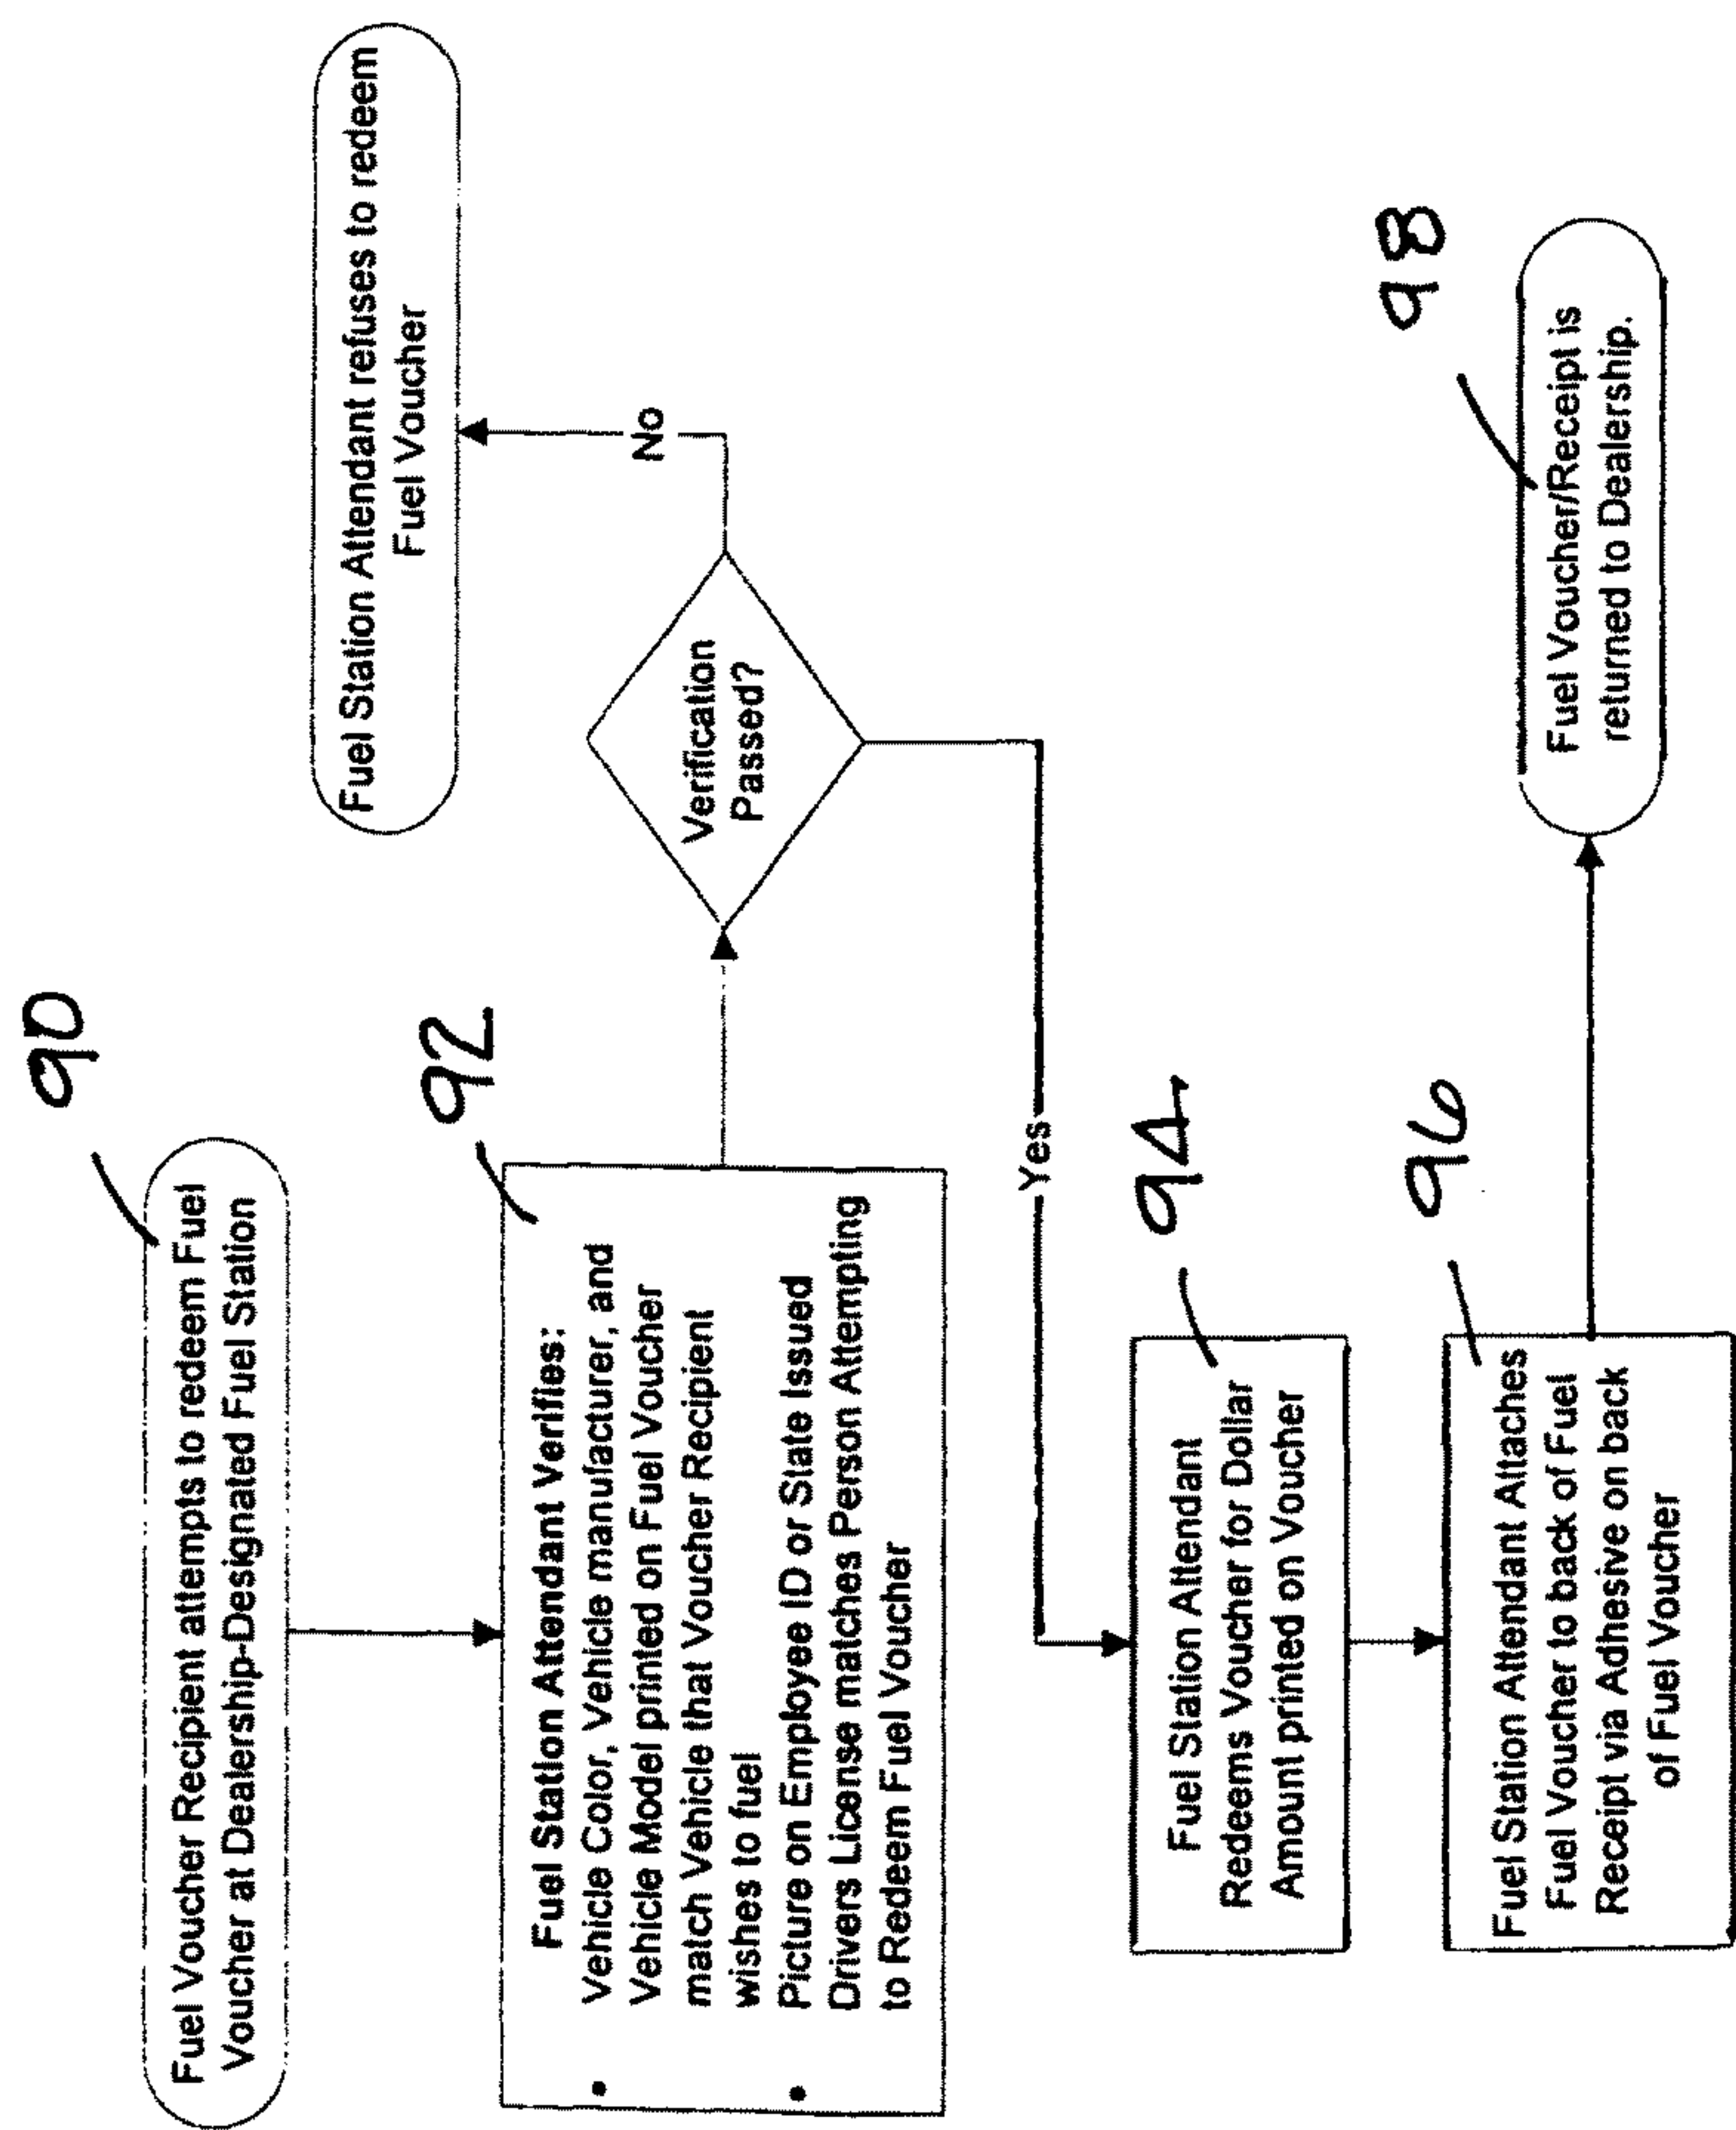 90
Fuel Voucher Recipient attempts to redeem Fuel
Voucher at Dealership-Designated Fuel Station
92
Fuel Station Attendant Verifies:
• Vehicle Color, Vehicle manufacturer, and
Vehicle Model printed on Fuel Voucher
match Vehicle that Voucher Recipient
wishes to fuel
• Picture on Employee ID or State Issued
Drivers License matches Person Attempting
to Redeem Fuel Voucher
Verification
Passed?
No
Fuel Station Attendant refuses to redeem
Fuel Voucher
Yes
94
Fuel Station Attendant
Redeems Voucher for Dollar
Amount printed on Voucher
96
Fuel Station Attendant Attaches
Fuel Voucher to back of Fuel
Receipt via Adhesive on back
of Fuel Voucher
98
Fuel Voucher/Receipt is
returned to Dealership.